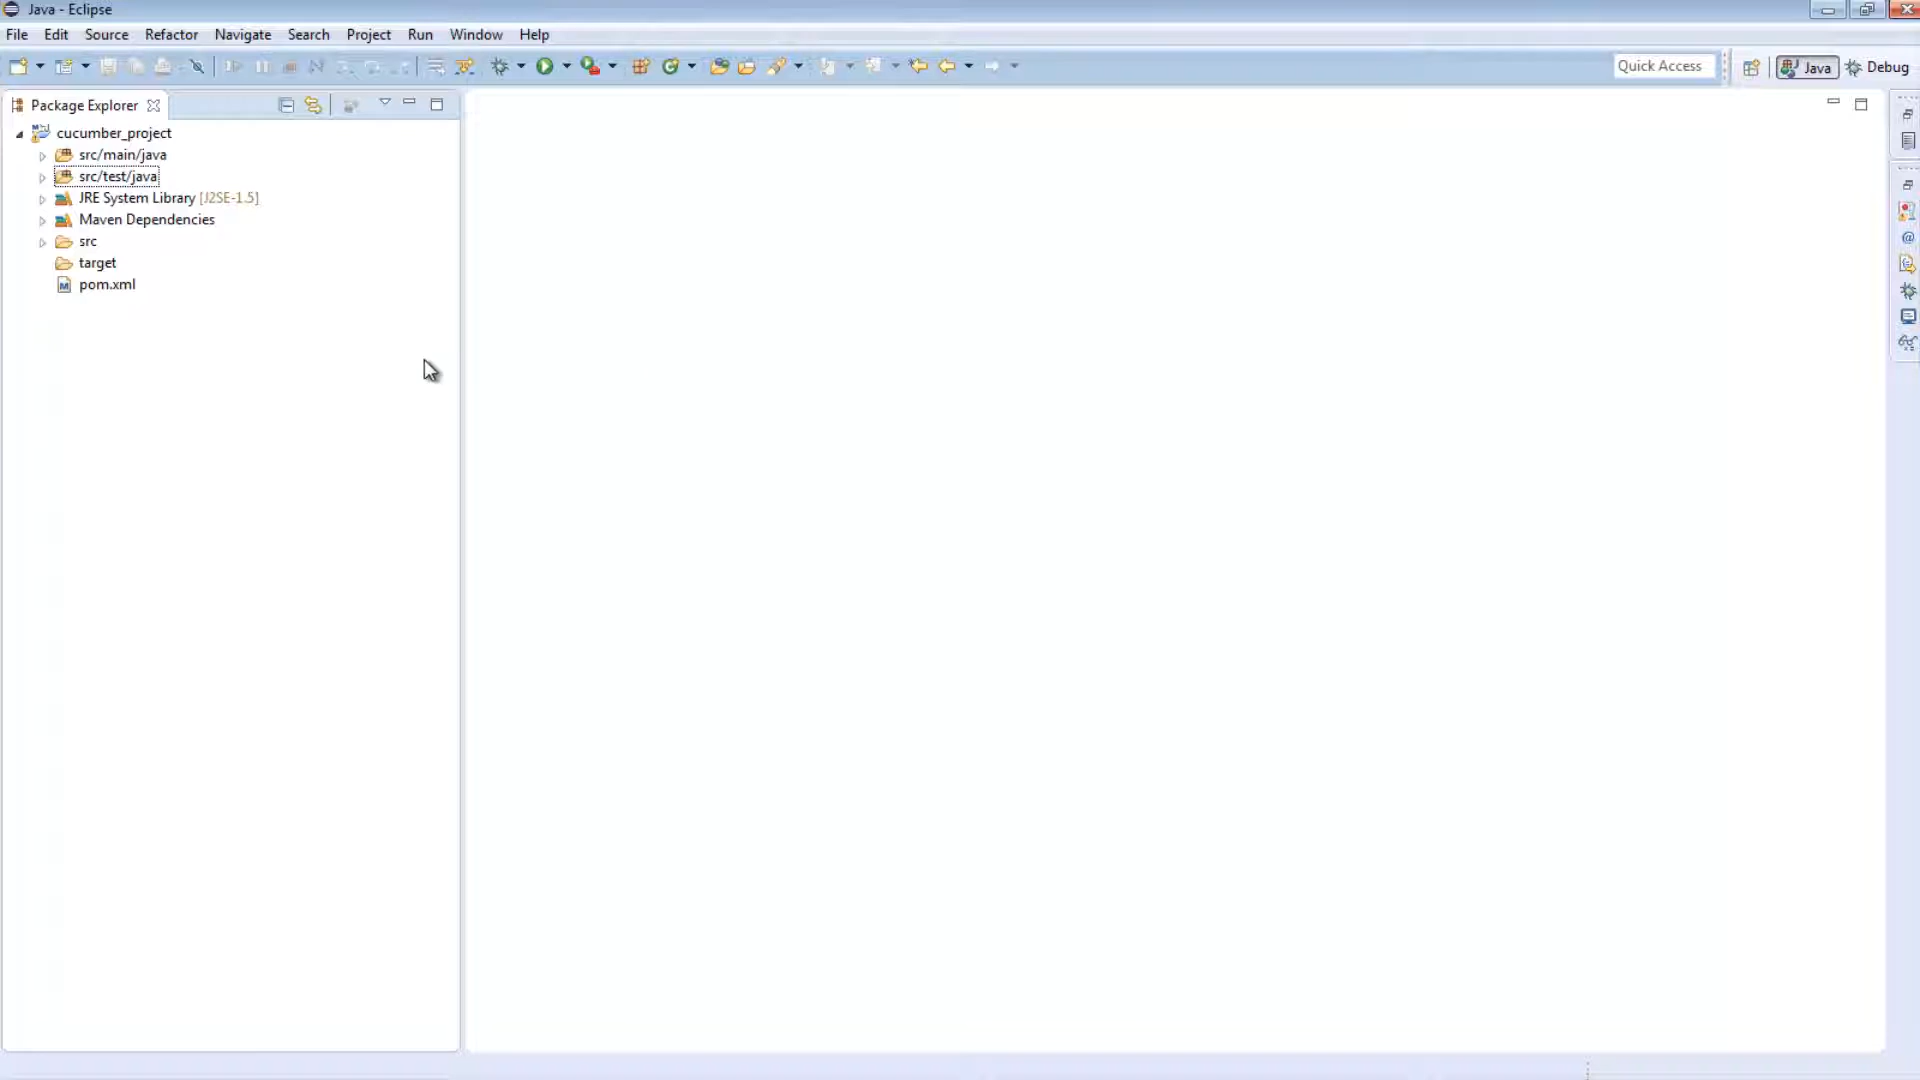 Java - Eclipse
File Edit Source Refactor Navigate Search Project Run Window Help
Quick Access Java Debug
Package Explorer
cucumber_project
src/main/java
src/test/java
JRE System Library [J2SE-1.5]
Maven Dependencies
src
target
pom.xml